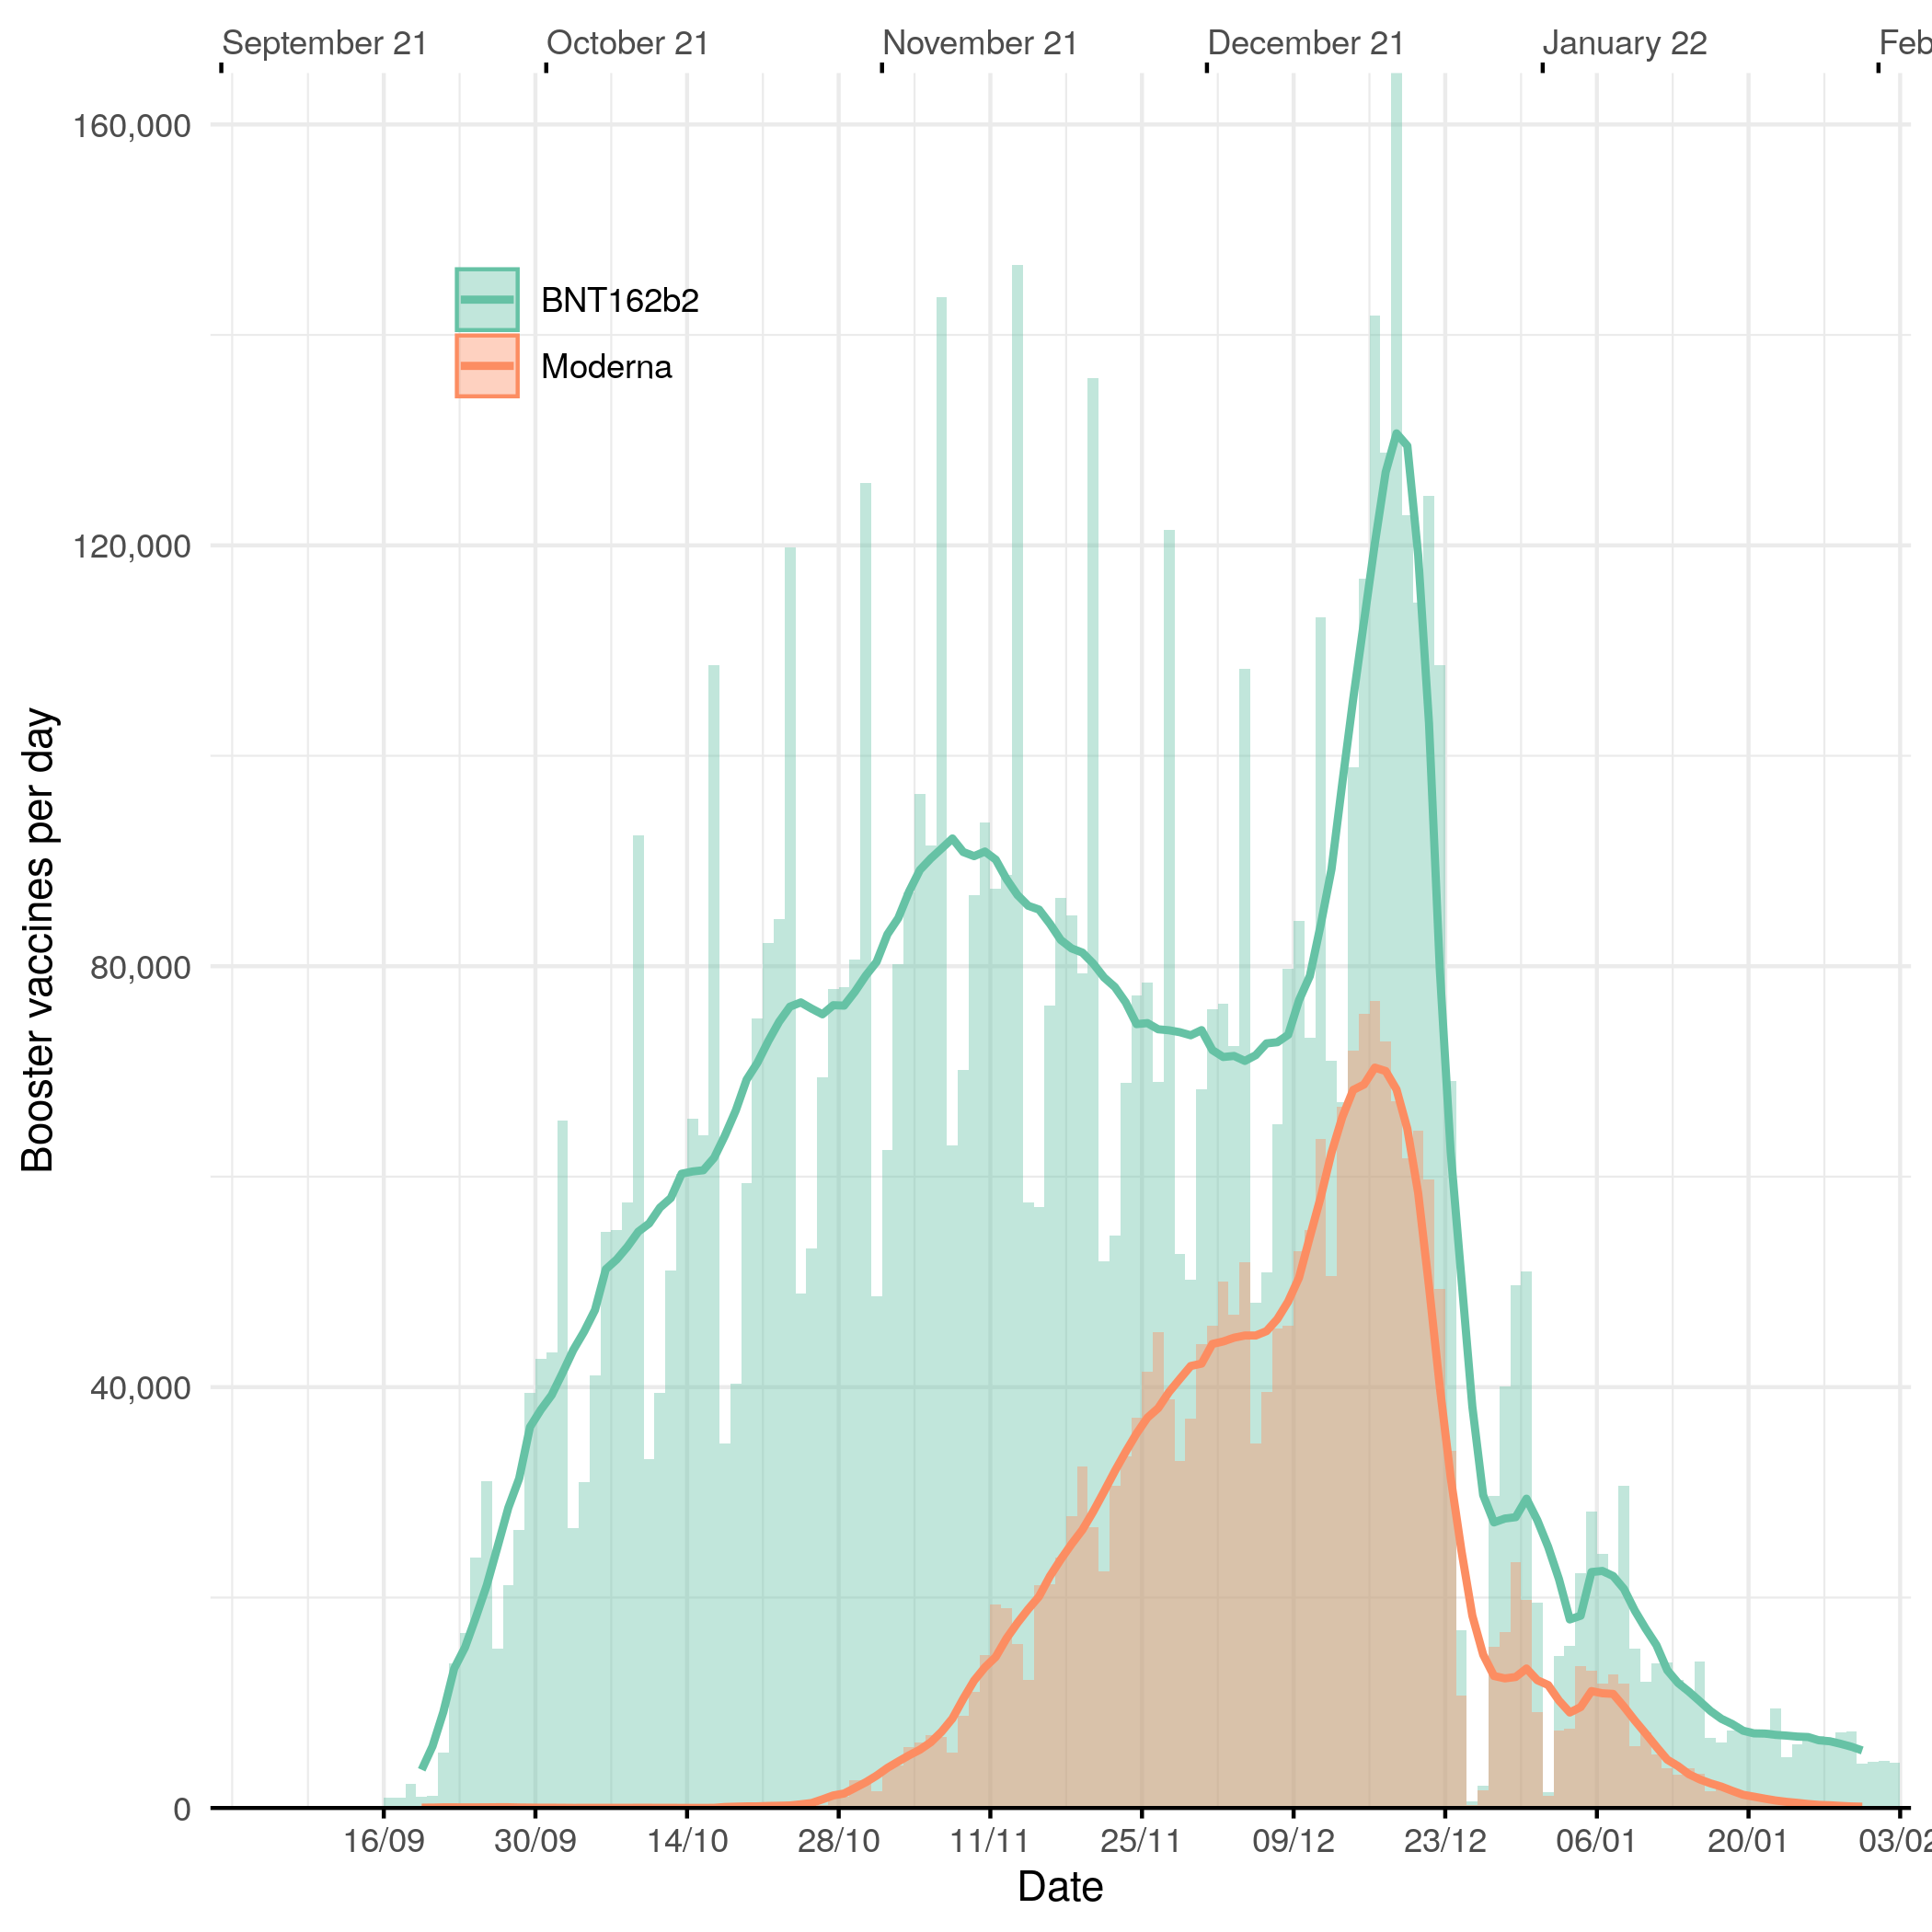 September 21
October 21
November 21
December 21
January 22
Feb
160,000
120,000
80,000
40,000
0
Booster vaccines per day
BNT162b2
Moderna
16/09
30/09
14/10
28/10
11/11
25/11
09/12
23/12
06/01
20/01
03/02
Date